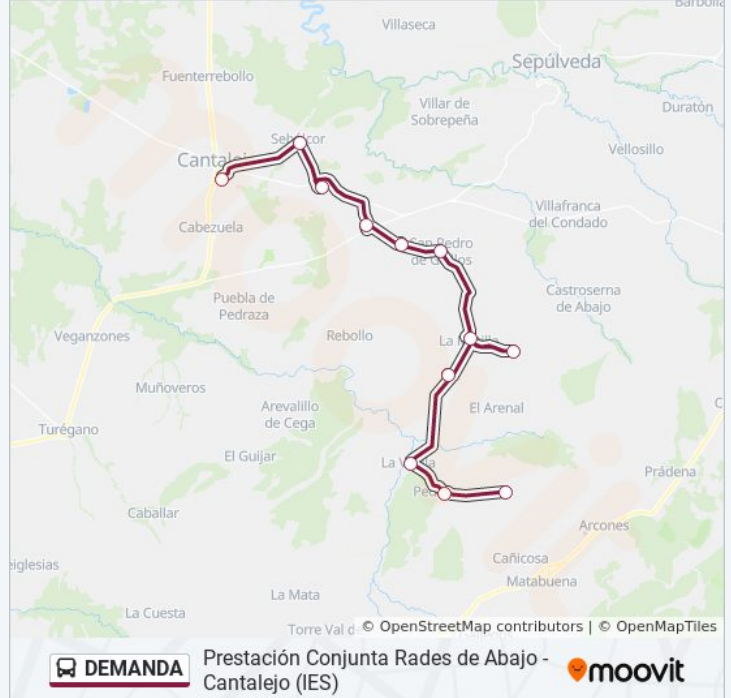 Barbolla
Villaseca
Sepúlveda
Fuenterrebollo
Villar de
Sobrepeña
Duratón
Vellosillo
Cantalejo
Cabezuela
Villafranca
del Condado
San Pedro
de Gaíllos
Castroserna
de Abajo
Puebla de
Pedraza
Rebollo
Veganzones
Muñoveros
Arevalillo
de Cega
El Arenal
Turégano
El Guijar
Prádena
Caballar
Arcones
Cañicosa
Matabuena
La Mata
La Cuesta
Torre Val de
© OpenStreetMap contributors | © OpenMapTiles
DEMANDA
Prestación Conjunta Rades de Abajo -
Cantalejo (IES)
moovit